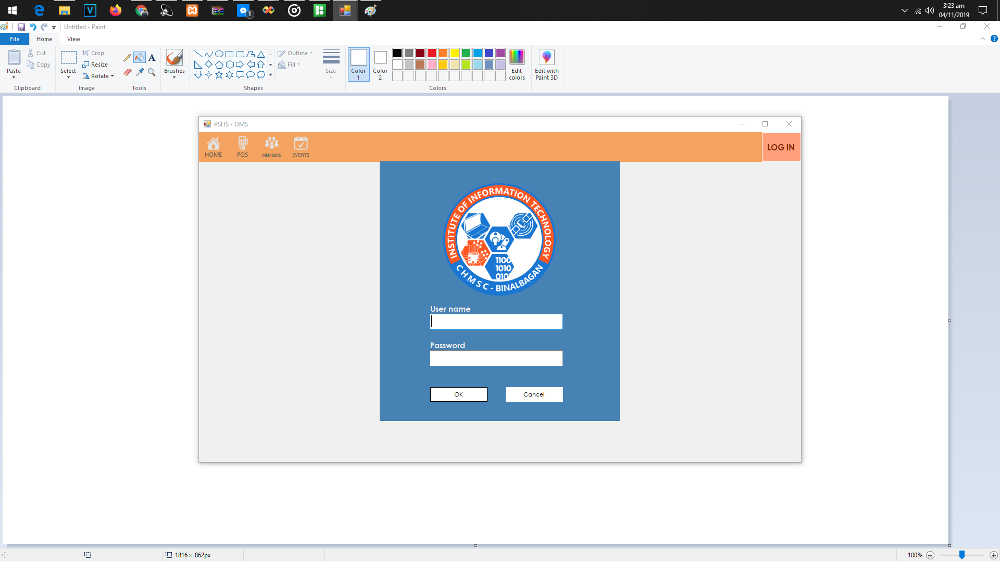 3:23 am
1
04/11/2019
Untitled - Paint
File Home View
Paste
Cut
Copy
Clipboard
Select
Crop
Resize
Rotate
Image
A
Tools
Brushes
Shapes
Outline
Fill
Size
Color 1
Color 2
Edit colors
Colors
Edit with Paint 3D
PSITS - OMS
HOME POS MEMBERS EVENTS
LOG IN
INSTITUTE OF INFORMATION TECHNOLOGY
1100
1010
0101
CHMSC - BINALBAGAN
User name
Password
OK Cancel
1816 × 862px
100%